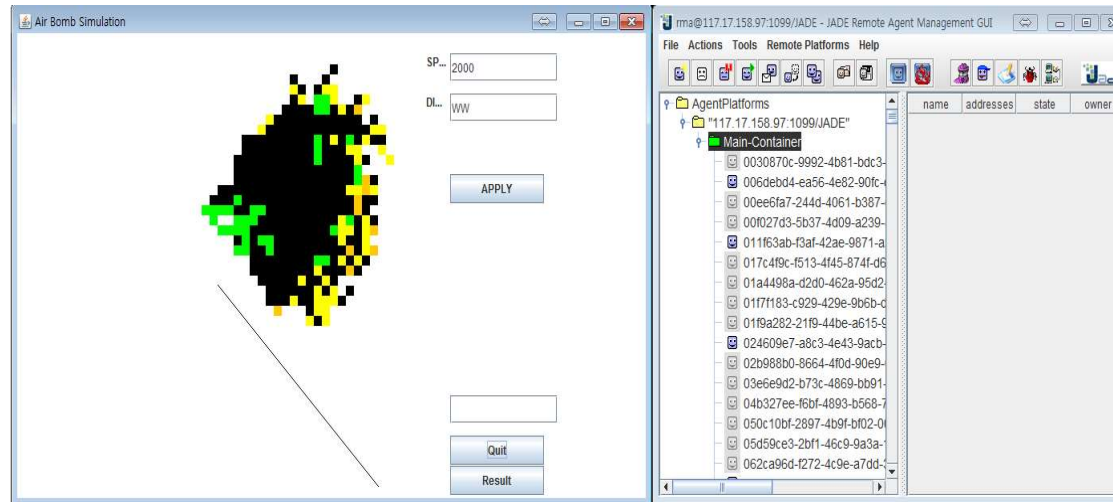 Air Bomb Simulation
SP... 2000
DI... WW
APPLY
Quit
Result
rma@117.17.158.97:1099/JADE - JADE Remote Agent Management GUI
File Actions Tools Remote Platforms Help
AgentPlatforms
"117.17.158.97:1099/JADE"
Main-Container
0030870c-9992-4b81-bdc3-
006debd4-ea56-4e82-90fc-
00ee6fa7-244d-4061-b387-
00f027d3-5b37-4d09-a239-
011f63ab-f3af-42ae-9871-a
017c4f9c-f513-4f45-874f-d6
01a4498a-d2d0-462a-95d2-
01f7f183-c929-429e-9b6b-
01f9a282-21f9-44be-a615-9
024609e7-a8c3-4e43-9acb-
02b988b0-8664-4f0d-90e9-
03e6e9d2-b73c-4869-bb91-
04b327ee-f6bf-4893-b568-7
050c10bf-2897-4b9f-bf02-0
05d59ce3-2bf1-46c9-9a3a-
062ca96d-f272-4c9e-a7dd-
name addresses state owner